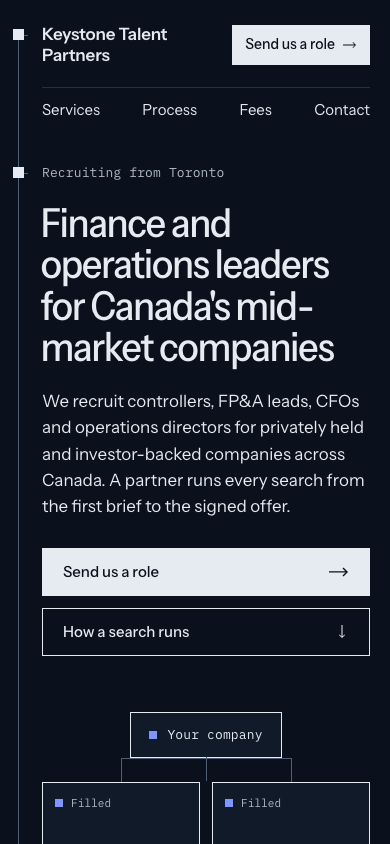 Keystone Talent
Partners
Send us a role →
Services Process Fees Contact
Recruiting from Toronto
Finance and
operations leaders
for Canada's mid-
market companies
We recruit controllers, FP&A leads, CFOs
and operations directors for privately held
and investor-backed companies across
Canada. A partner runs every search from
the first brief to the signed offer.
Send us a role →
How a search runs ↓
Your company
Filled Filled